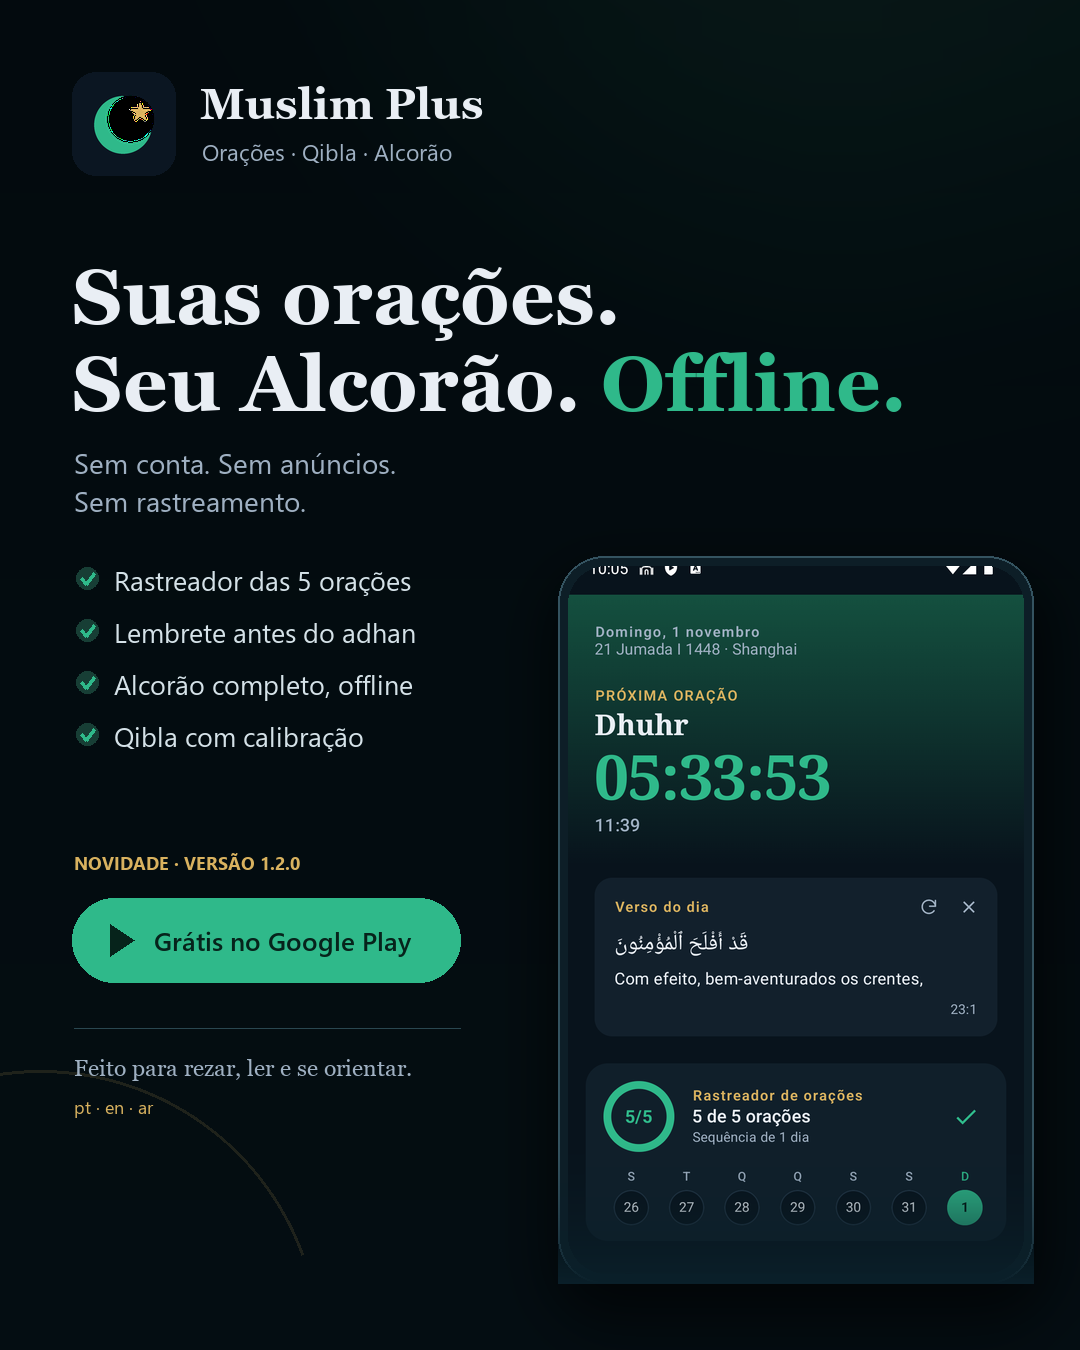 Muslim Plus
Orações · Qibla · Alcorão
Suas orações.
Seu Alcorão. Offline.
Sem conta. Sem anúncios.
Sem rastreamento.
Rastreador das 5 orações
Lembrete antes do adhan
Alcorão completo, offline
Qibla com calibração
NOVIDADE · VERSÃO 1.2.0
Grátis no Google Play
Feito para rezar, ler e se orientar.
pt · en · ar
10:05
Domingo, 1 novembro
21 Jumada I 1448 · Shanghai
PRÓXIMA ORAÇÃO
Dhuhr
05:33:53
11:39
Verso do dia
قَدْ أَفْلَحَ ٱلْمُؤْمِنُونَ
Com efeito, bem-aventurados os crentes,
23:1
5/5
Rastreador de orações
5 de 5 orações
Sequência de 1 dia
S T Q Q S S D
26 27 28 29 30 31 1